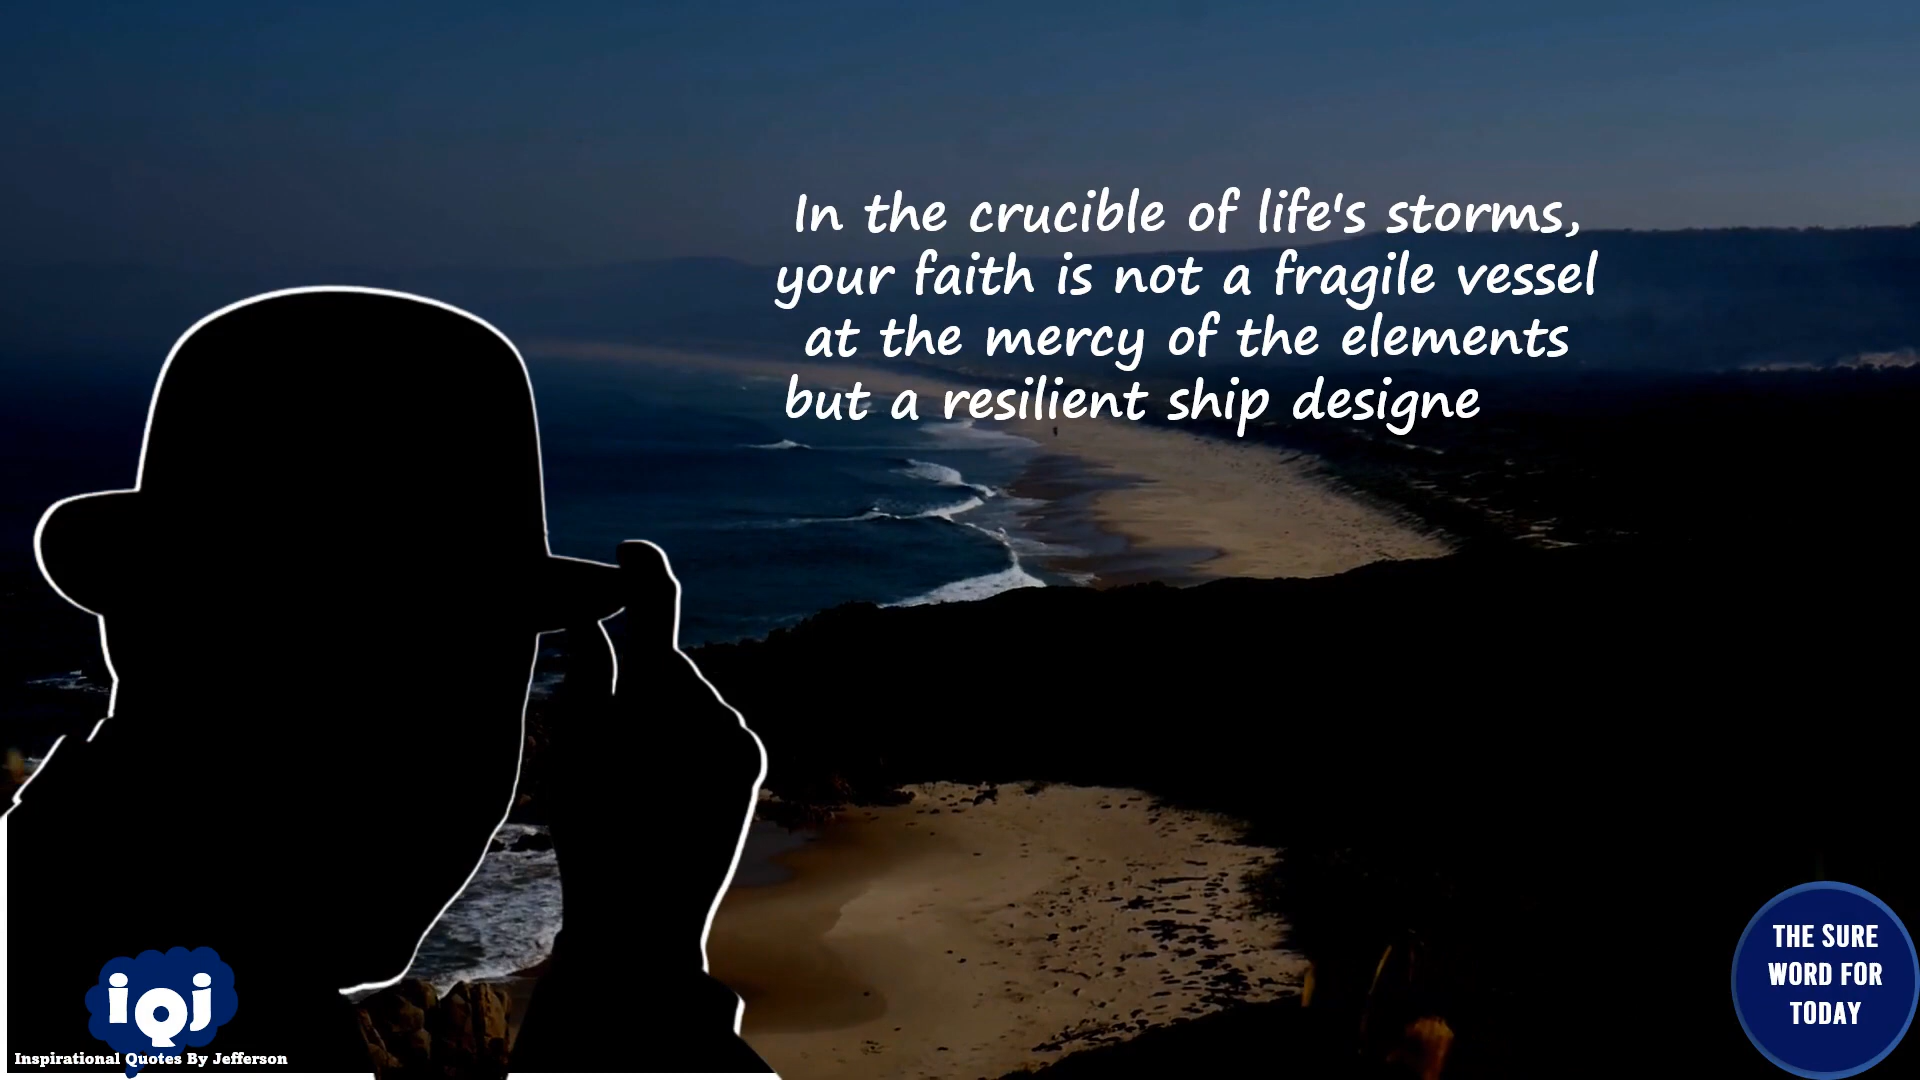 In the crucible of life's storms,
your faith is not a fragile vessel
at the mercy of the elements
but a resilient ship designe
iQj
Inspirational Quotes By Jefferson
THE SURE
WORD FOR
TODAY